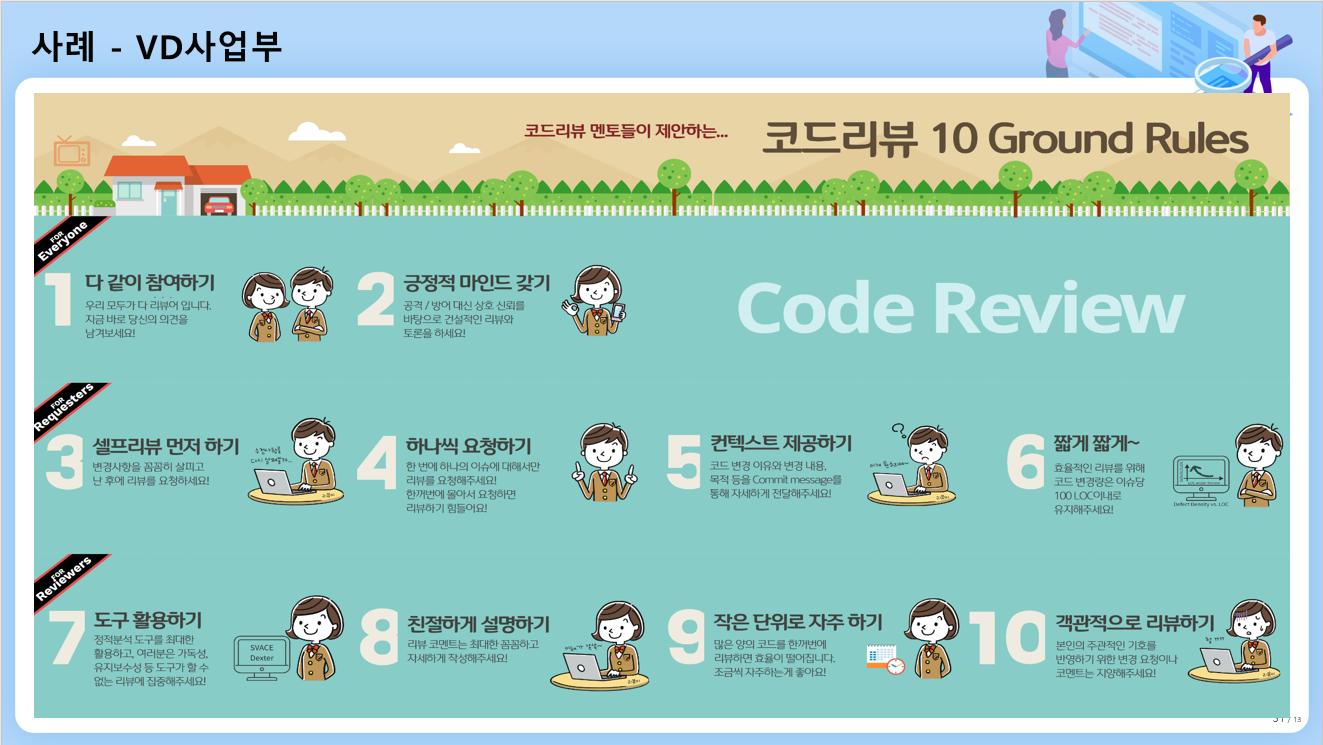 사례 - VD사업부
코드리뷰 멘토들이 제안하는...
코드리뷰 10 Ground Rules
FOR
Everyone
1
다 같이 참여하기
우리 모두가 다 리뷰어 입니다.
지금 바로 당신의 의견을
남겨보세요!
2
긍정적 마인드 갖기
공격 / 방어 대신 상호 신뢰를
바탕으로 건설적인 리뷰와
토론을 하세요!
Code Review
FOR
Requesters
3
셀프리뷰 먼저 하기
변경사항을 꼼꼼히 살피고
난 후에 리뷰를 요청하세요!
4
하나씩 요청하기
한 번에 하나의 이슈에 대해서만
리뷰를 요청해주세요!
한꺼번에 몰아서 요청하면
리뷰하기 힘들어요!
5
컨텍스트 제공하기
코드 변경 이유와 변경 내용,
목적 등을 Commit message를
통해 자세하게 전달해주세요!
6
짧게 짧게~
효율적인 리뷰를 위해
코드 변경량은 이슈당
100 LOC이내로
유지해주세요!
Defect Density vs. LOC
FOR
Reviewers
7
도구 활용하기
정적분석 도구를 최대한
활용하고, 여러분은 가독성,
유지보수성 등 도구가 할 수
없는 리뷰에 집중해주세요!
SVACE
Dexter
8
친절하게 설명하기
리뷰 코멘트는 최대한 꼼꼼하고
자세하게 작성해주세요!
9
작은 단위로 자주 하기
많은 양의 코드를 한꺼번에
리뷰하면 효율이 떨어집니다.
조금씩 자주하는게 좋아요!
10
객관적으로 리뷰하기
본인의 주관적인 기호를
반영하기 위한 변경 요청이나
코멘트는 지양해주세요!
/ 13